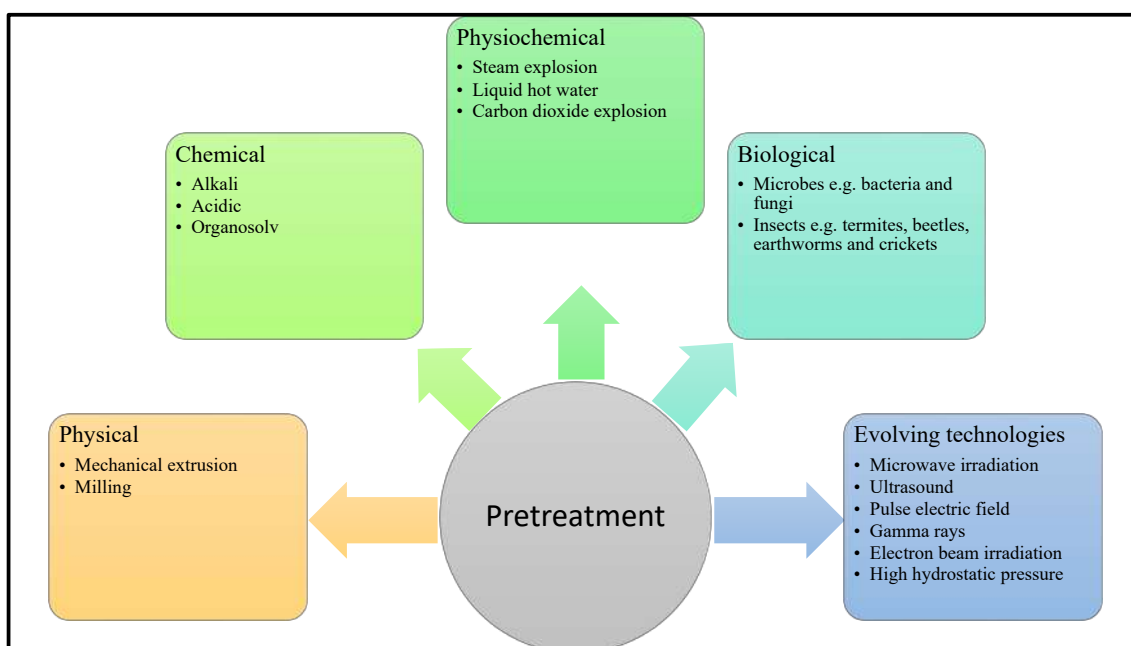 Physiochemical
• Steam explosion
• Liquid hot water
• Carbon dioxide explosion
Chemical
• Alkali
• Acidic
• Organosolv
Biological
• Microbes e.g. bacteria and
fungi
• Insects e.g. termites, beetles,
earthworms and crickets
Physical
• Mechanical extrusion
• Milling
Evolving technologies
• Microwave irradiation
• Ultrasound
• Pulse electric field
• Gamma rays
• Electron beam irradiation
• High hydrostatic pressure
Pretreatment